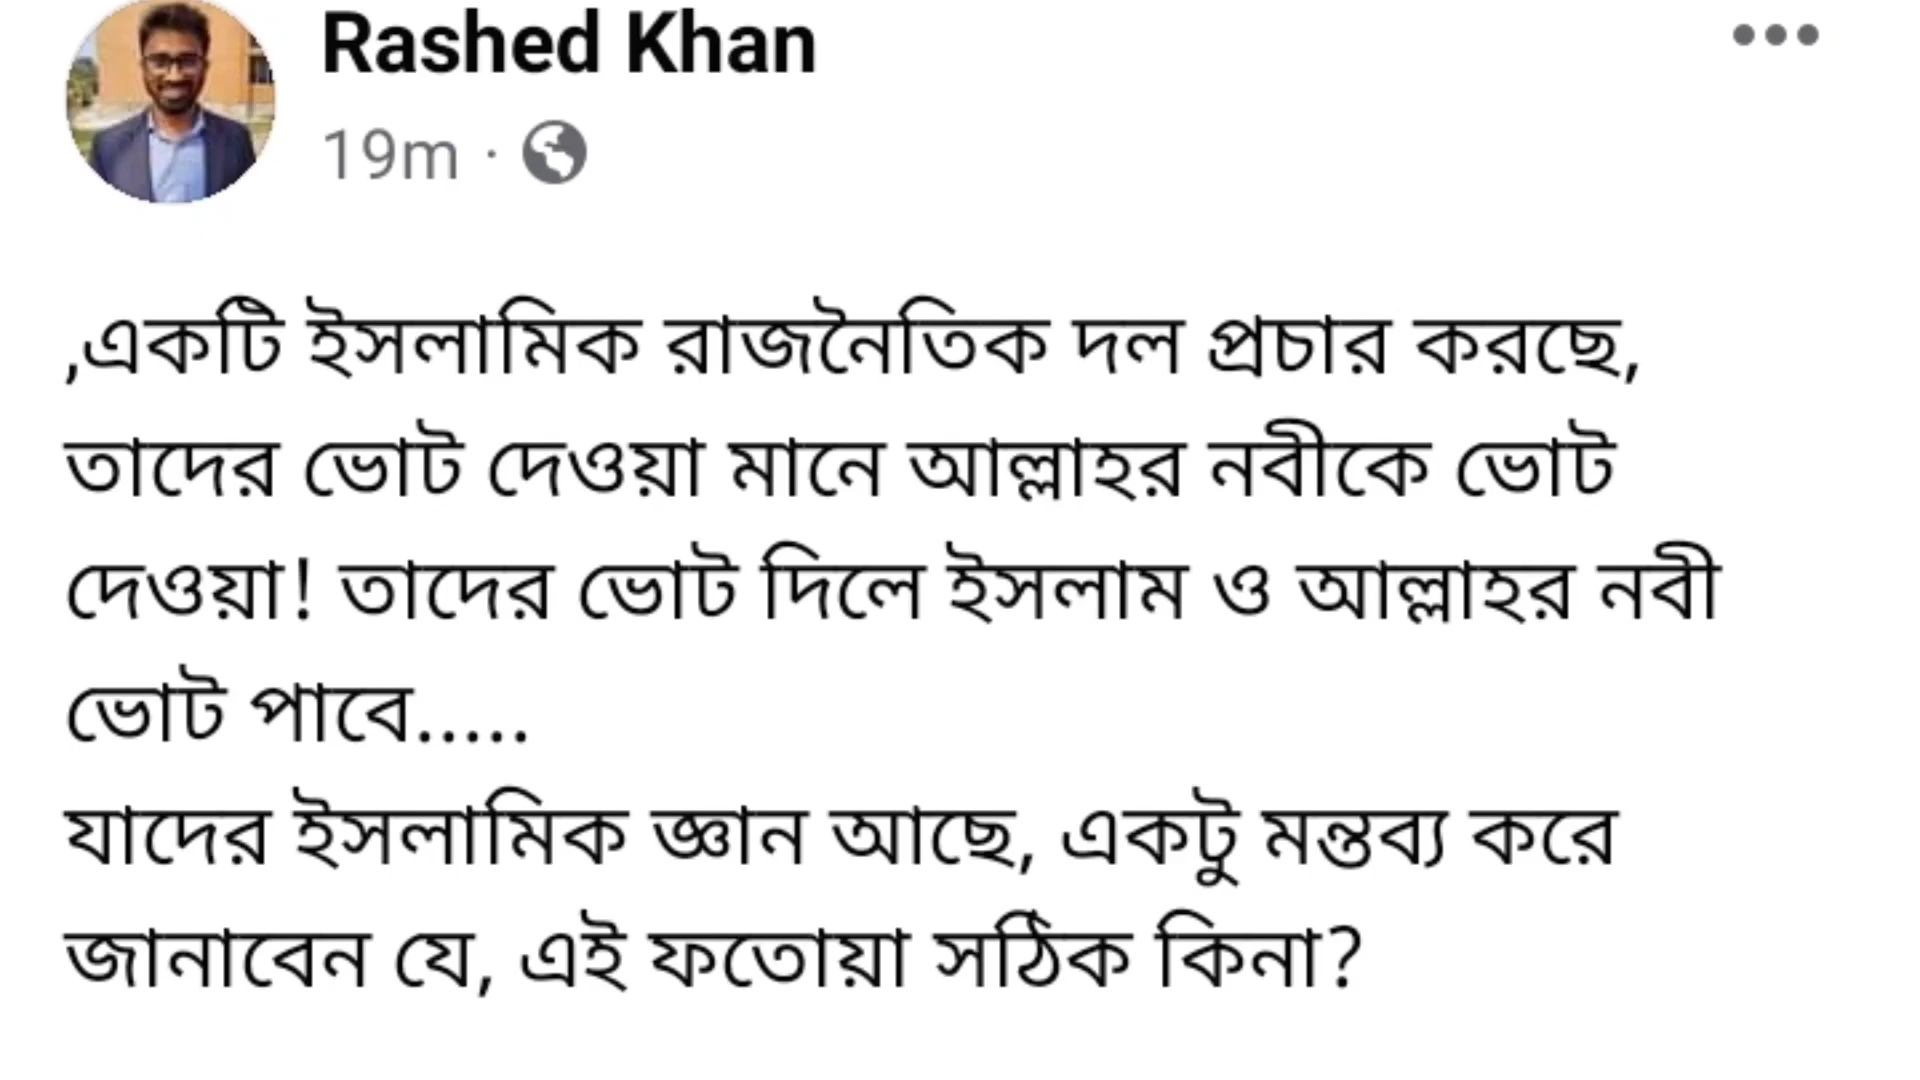 Rashed Khan
19m ·
,একটি ইসলামিক রাজনৈতিক দল প্রচার করছে,
তাদের ভোট দেওয়া মানে আল্লাহর নবীকে ভোট
দেওয়া! তাদের ভোট দিলে ইসলাম ও আল্লাহর নবী
ভোট পাবে.....
যাদের ইসলামিক জ্ঞান আছে, একটু মন্তব্য করে
জানাবেন যে, এই ফতোয়া সঠিক কিনা?